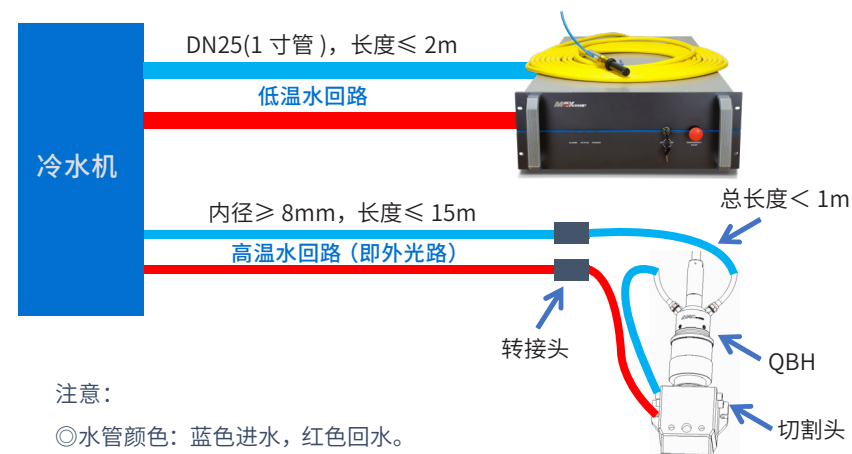 DN25(1 寸管 )，长度≤ 2m
低温水回路
冷水机
总长度＜ 1m
内径≥ 8mm，长度≤ 15m
高温水回路（即外光路）
转接头
QBH
切割头
注意：
◎水管颜色：蓝色进水，红色回水。